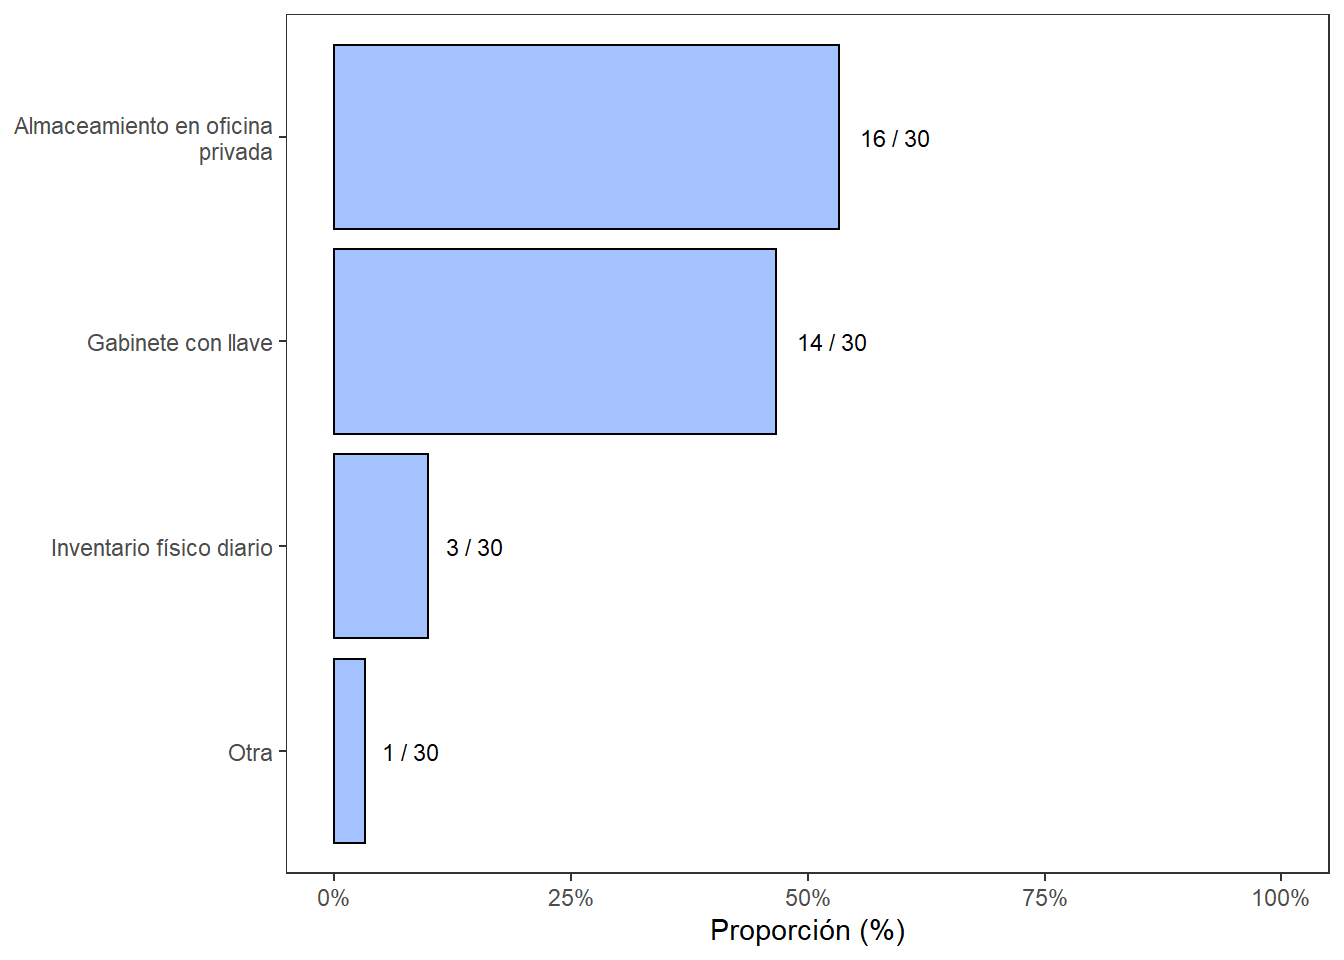 Almaceamiento en oficina
privada
16 / 30
Gabinete con llave
14 / 30
Inventario físico diario
3 / 30
Otra
1 / 30
0%
25%
50%
75%
100%
Proporción (%)